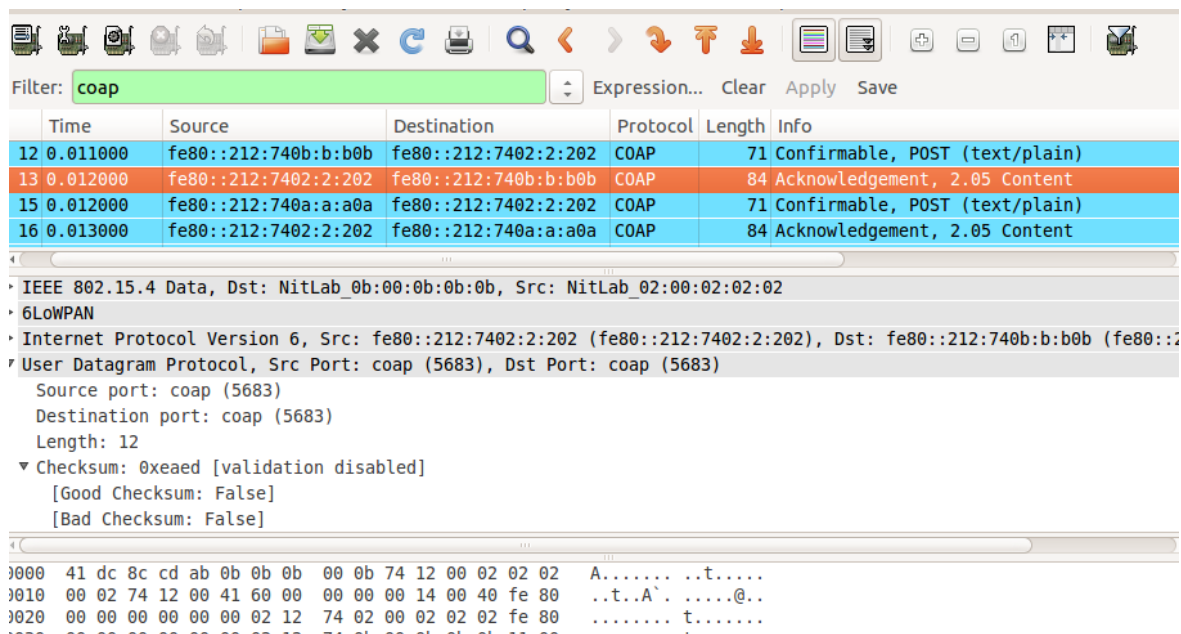 Filter: coap Expression... Clear Apply Save
Time Source Destination Protocol Length Info
12 0.011000 fe80::212:740b:b:b0b fe80::212:7402:2:202 COAP 71 Confirmable, POST (text/plain)
13 0.012000 fe80::212:7402:2:202 fe80::212:740b:b:b0b COAP 84 Acknowledgement, 2.05 Content
15 0.012000 fe80::212:740a:a:a0a fe80::212:7402:2:202 COAP 71 Confirmable, POST (text/plain)
16 0.013000 fe80::212:7402:2:202 fe80::212:740a:a:a0a COAP 84 Acknowledgement, 2.05 Content
IEEE 802.15.4 Data, Dst: NitLab_0b:00:0b:0b:0b, Src: NitLab_02:00:02:02:02
6LoWPAN
Internet Protocol Version 6, Src: fe80::212:7402:2:202 (fe80::212:7402:2:202), Dst: fe80::212:740b:b:b0b (fe80::2
User Datagram Protocol, Src Port: coap (5683), Dst Port: coap (5683)
Source port: coap (5683)
Destination port: coap (5683)
Length: 12
Checksum: 0xeaed [validation disabled]
[Good Checksum: False]
[Bad Checksum: False]
0000 41 dc 8c cd ab 0b 0b 0b 00 0b 74 12 00 02 02 02 A....... ..t.....
0010 00 02 74 12 00 41 60 00 00 00 00 14 00 40 fe 80 ..t..A`. .....@..
0020 00 00 00 00 00 00 02 12 74 02 00 02 02 02 fe 80 ........ t.......